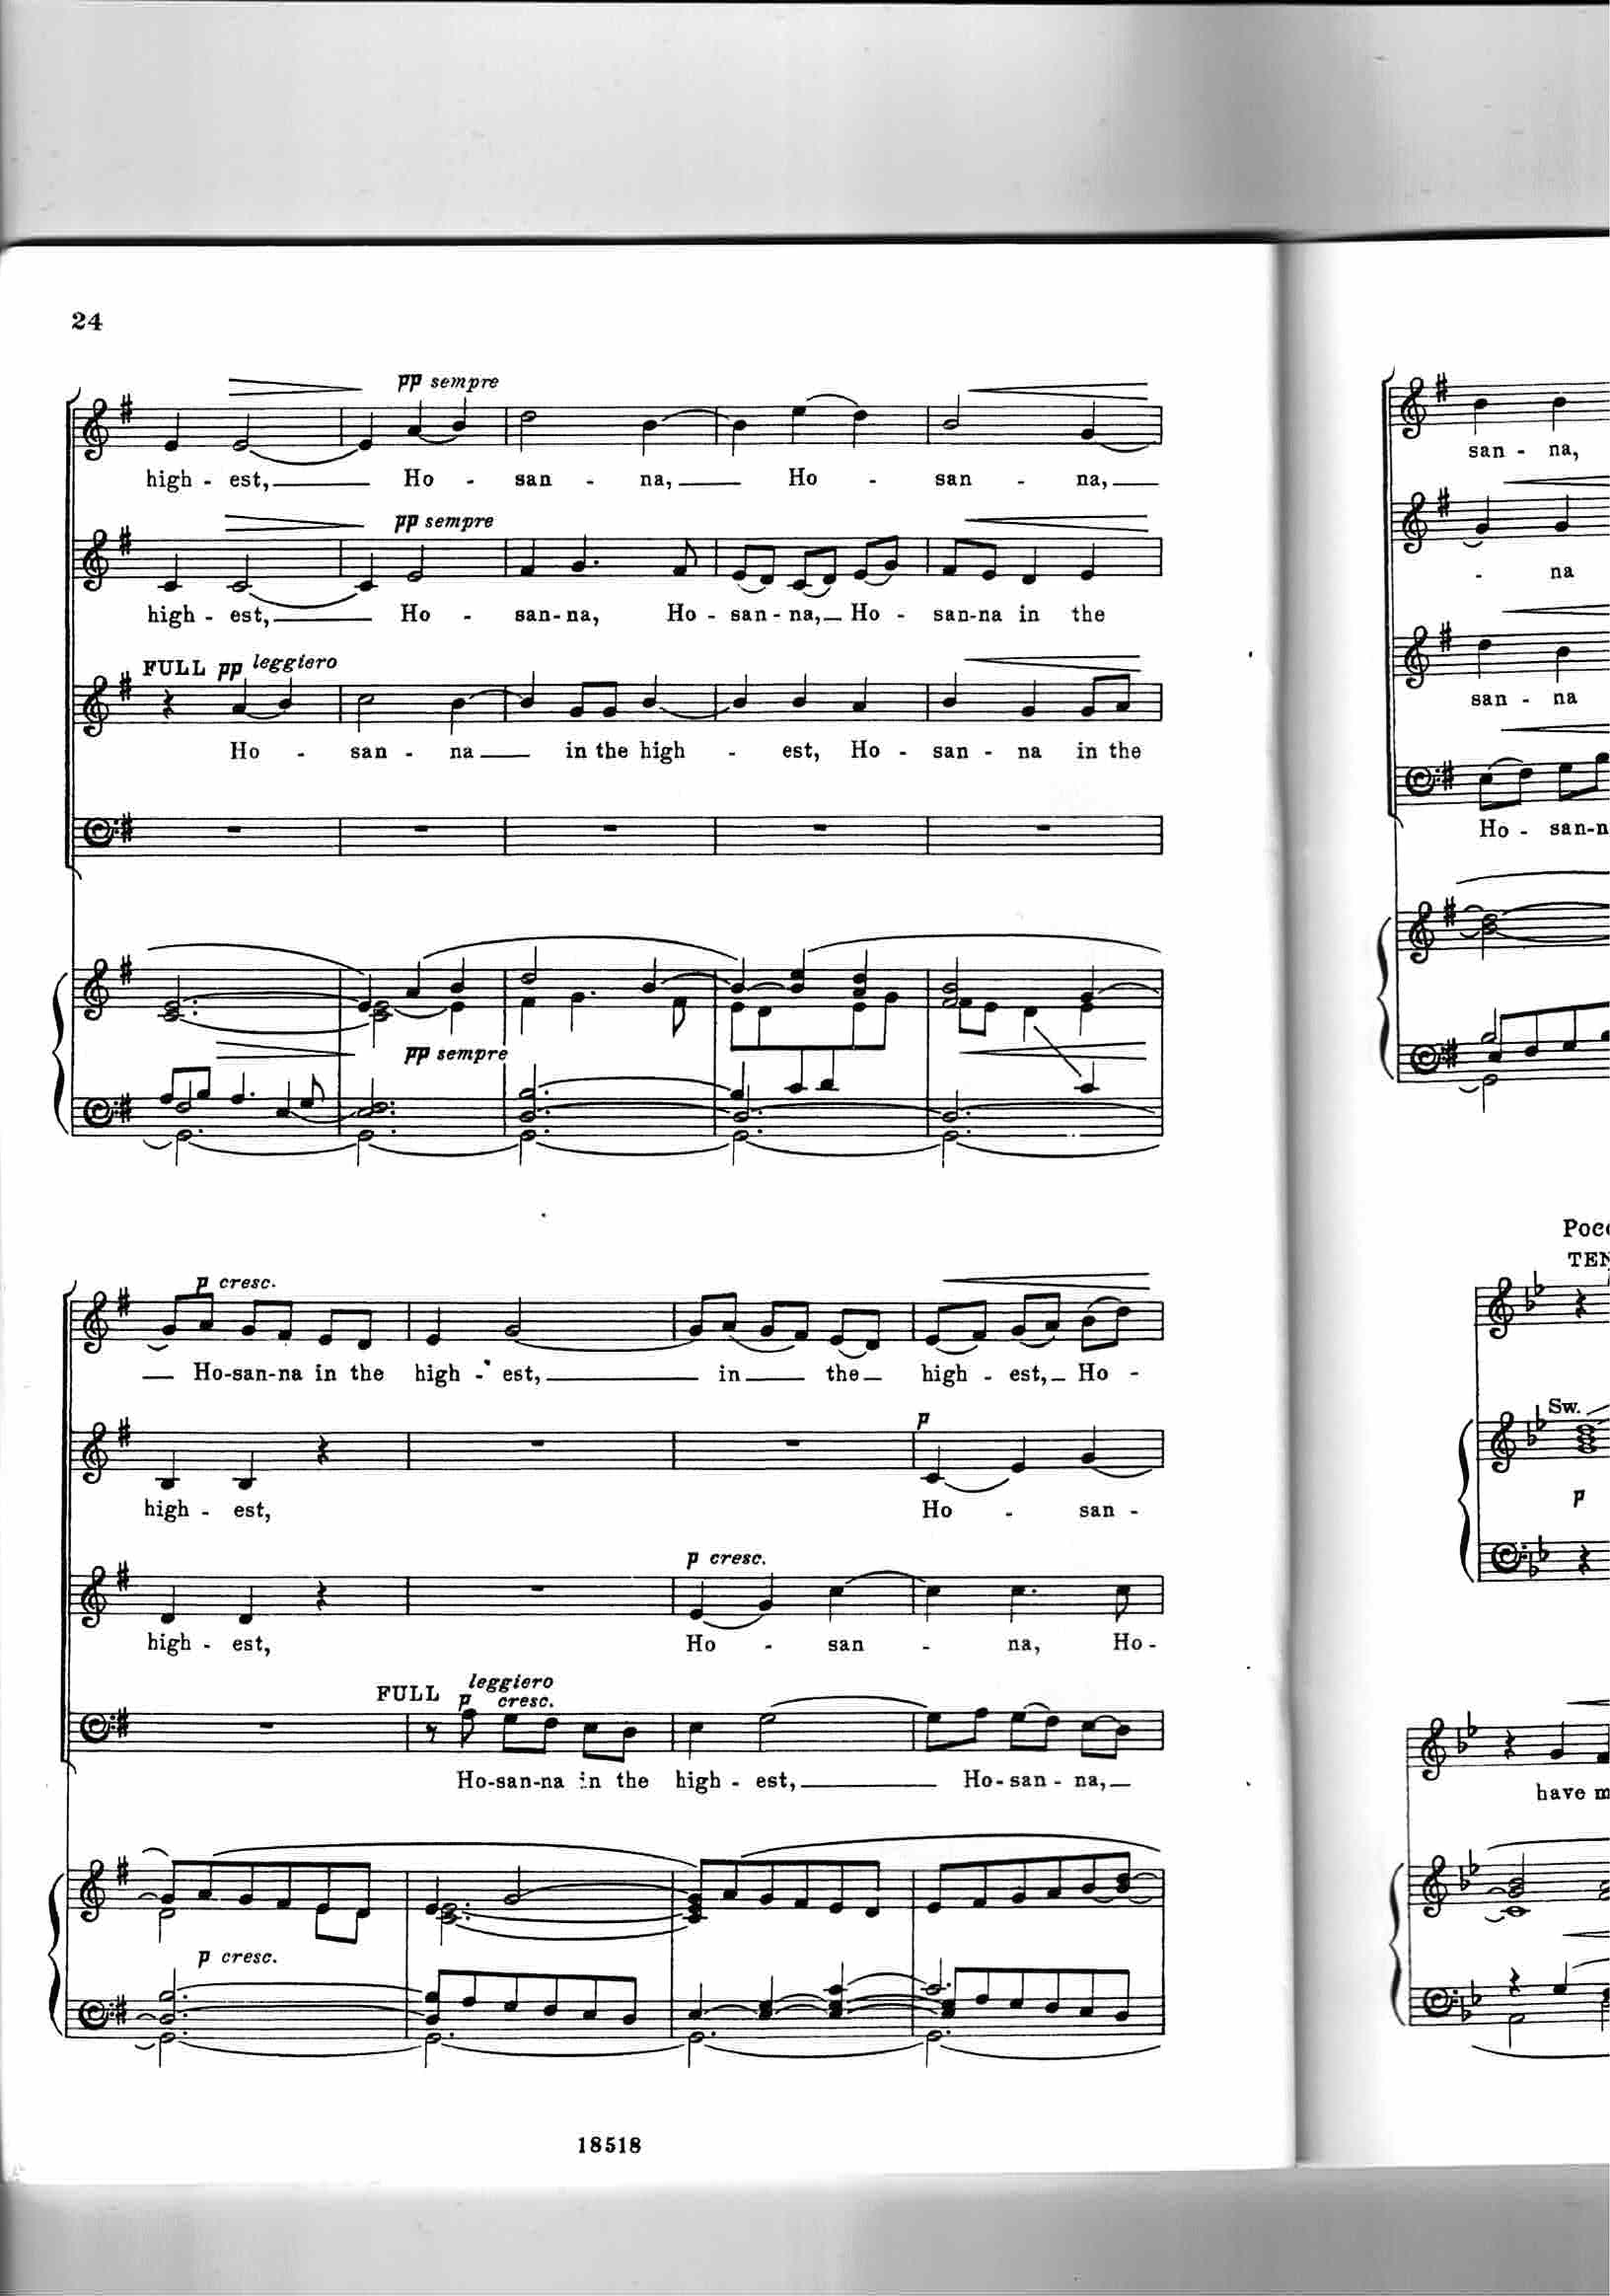 24
pp sempre
high - est, Ho - san - na, Ho - san - na,
pp sempre
high - est, Ho - san-na, Ho - san - na, Ho - san-na in the
FULL pp leggiero
Ho - san - na in the high - est, Ho - san - na in the
pp sempre
p cresc.
Ho-san-na in the high - est, in the high - est, Ho -
p
high - est, Ho - san -
p cresc.
high - est, Ho - san - na, Ho-
leggiero
FULL p cresc.
Ho-san-na in the high - est, Ho-san - na,
p cresc.
18518
san - na,
- na
san - na
Ho - san-n
Poc
TEN
Sw.
p
have m